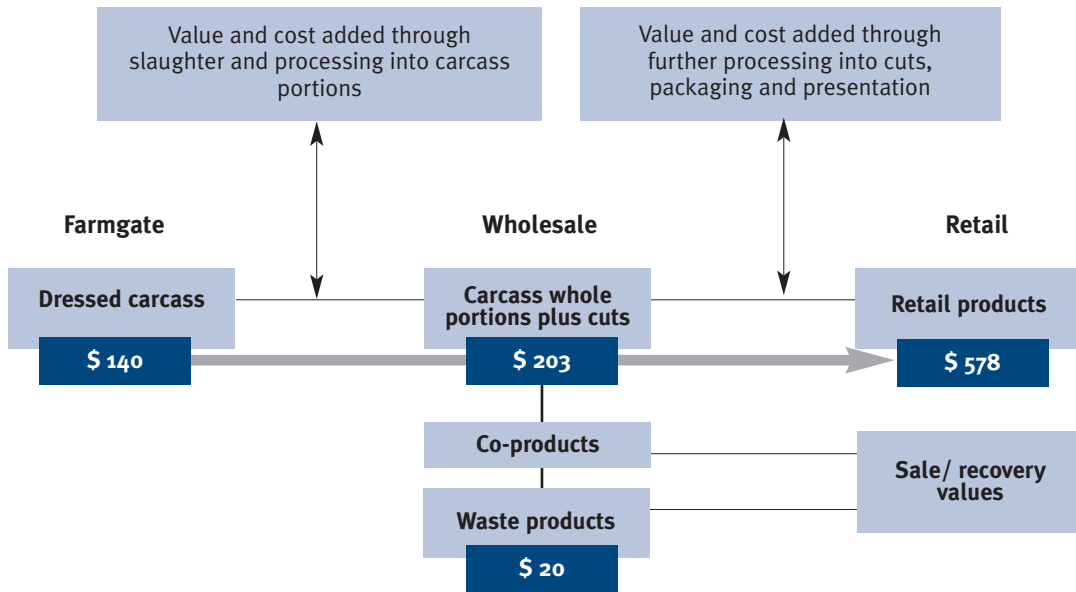 Value and cost added through
slaughter and processing into carcass
portions
Value and cost added through
further processing into cuts,
packaging and presentation
Farmgate
Wholesale
Retail
Dressed carcass
Carcass whole
portions plus cuts
Retail products
$ 140
$ 203
$ 578
Co-products
Sale/ recovery
values
Waste products
$ 20